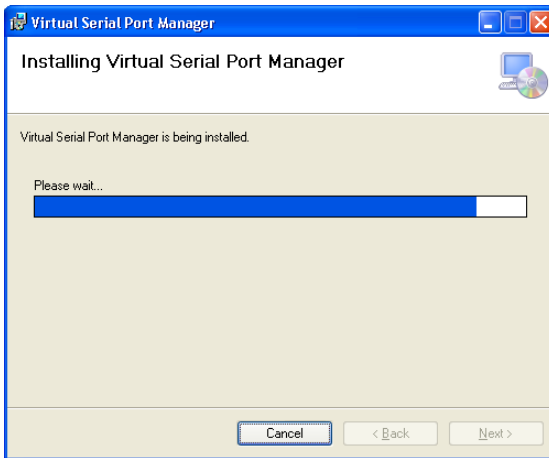 Virtual Serial Port Manager
Installing Virtual Serial Port Manager
Virtual Serial Port Manager is being installed.
Please wait...
Cancel
< Back
Next >